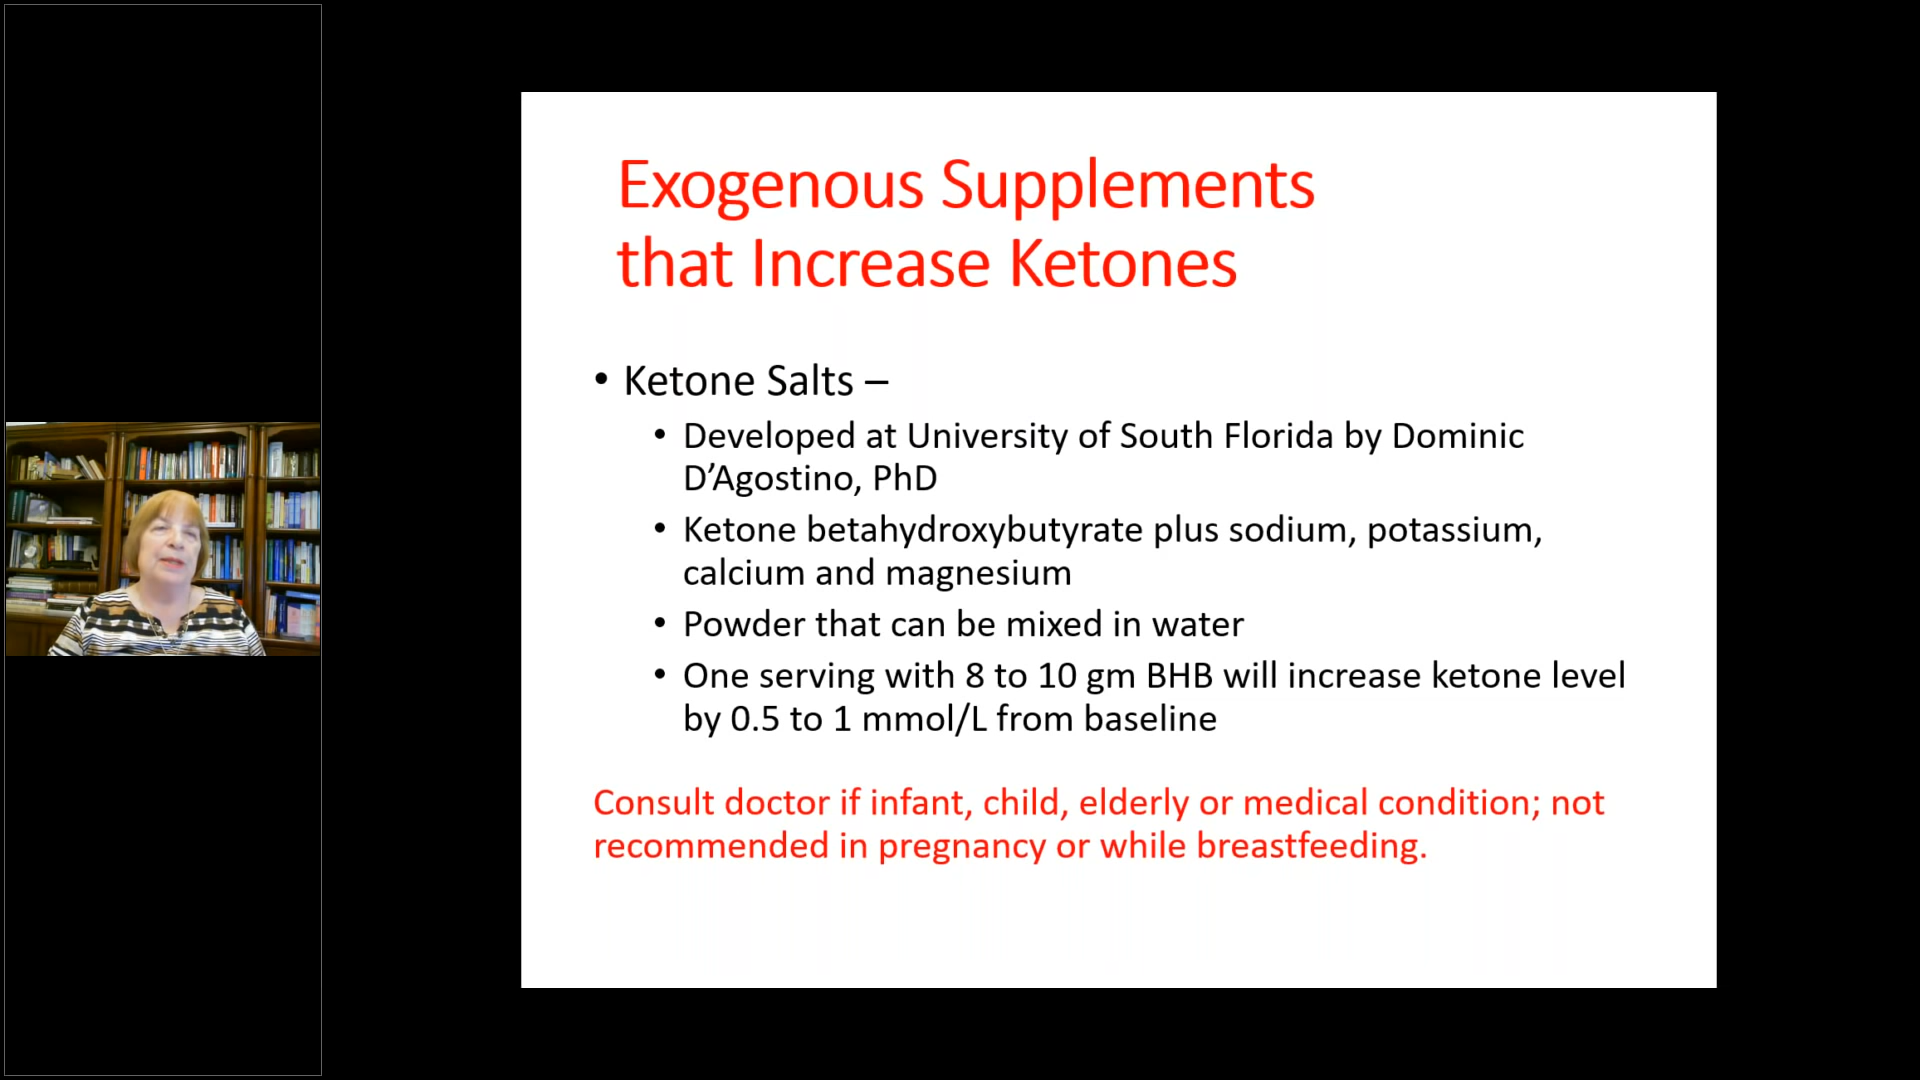 Exogenous Supplements
that Increase Ketones
• Ketone Salts –
• Developed at University of South Florida by Dominic
D’Agostino, PhD
• Ketone betahydroxybutyrate plus sodium, potassium,
calcium and magnesium
• Powder that can be mixed in water
• One serving with 8 to 10 gm BHB will increase ketone level
by 0.5 to 1 mmol/L from baseline
Consult doctor if infant, child, elderly or medical condition; not
recommended in pregnancy or while breastfeeding.